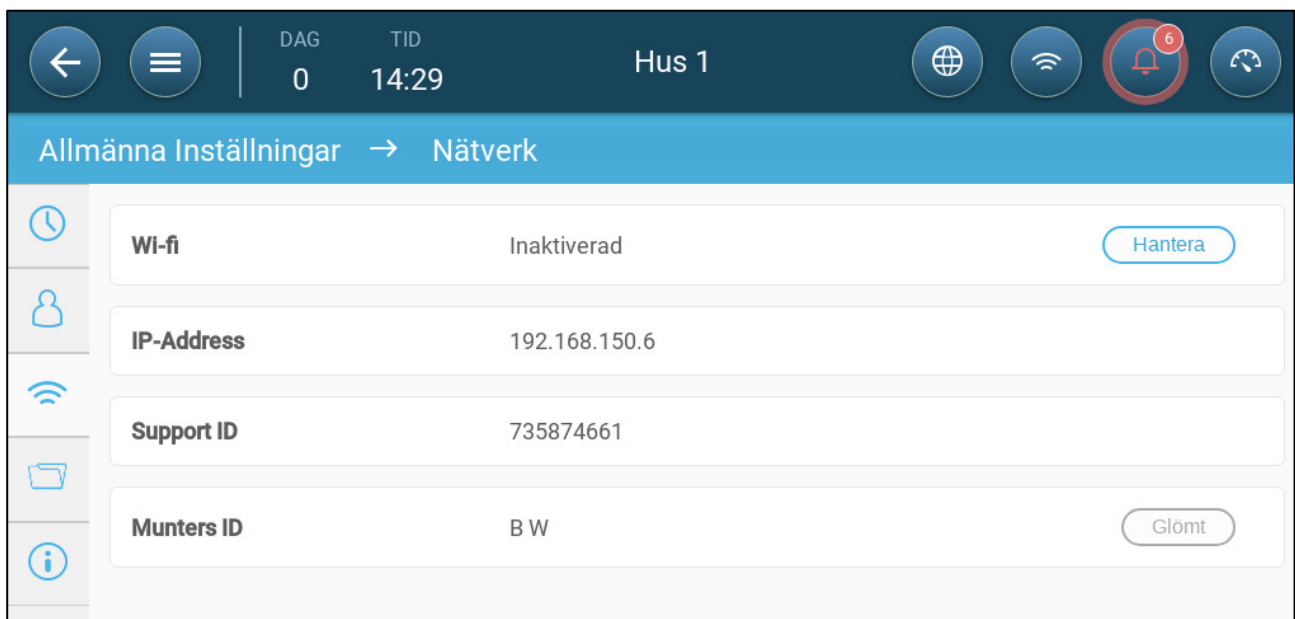 DAG TID
0 14:29
Hus 1
6
Allmänna Inställningar → Nätverk
Wi-fi Inaktiverad Hantera
IP-Address 192.168.150.6
Support ID 735874661
Munters ID B W Glömt